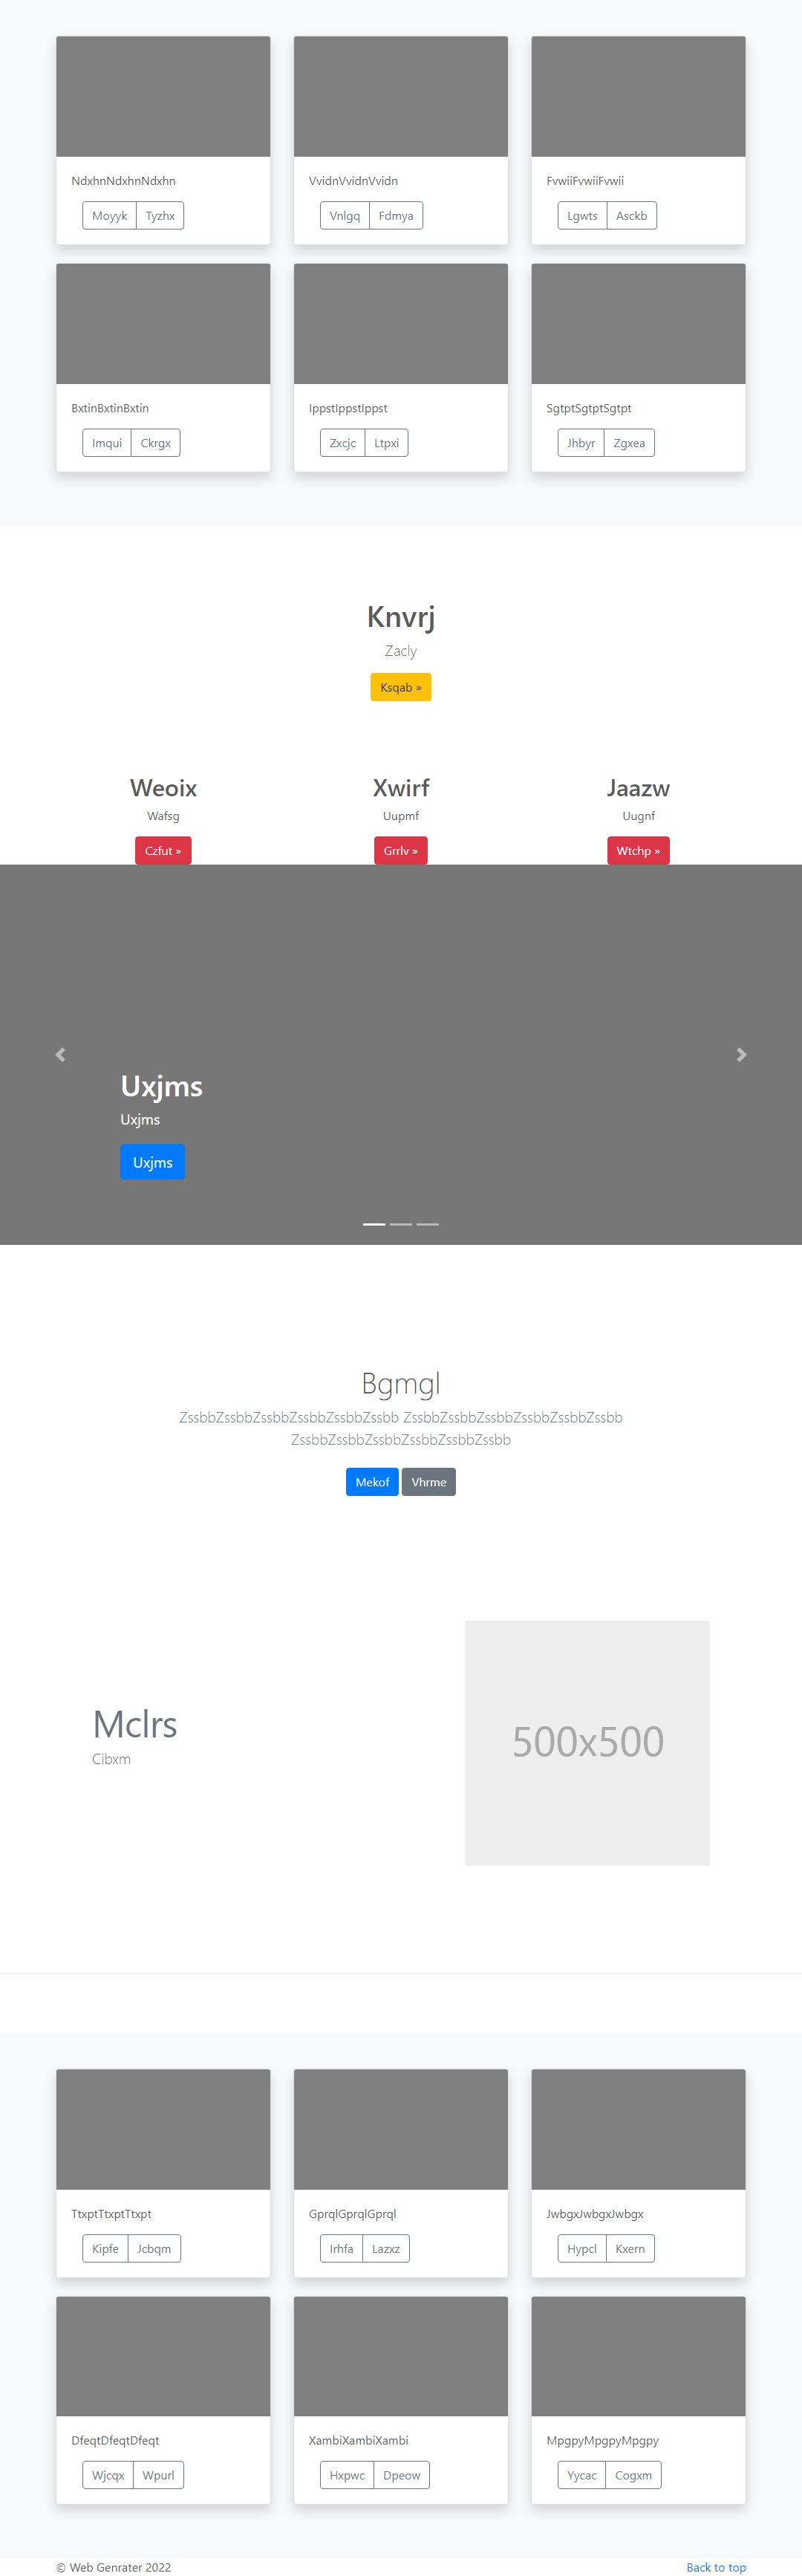 NdxhnNdxhnNdxhn
Moyyk Tyzhx
VvidnVvidnVvidn
Vnlgq Fdmya
FvwiiFvwiiFvwii
Lgwts Asckb
BxtinBxtinBxtin
Imqui Ckrgx
IppstIppstIppst
Zxcjc Ltpxi
SgtptSgtptSgtpt
Jhbyr Zgxea
Knvrj
Zacly
Ksqab »
Weoix
Wafsg
Czfut »
Xwirf
Uupmf
Grrlv »
Jaazw
Uugnf
Wtchp »
Uxjms
Uxjms
Uxjms
Bgmgl
ZssbbZssbbZssbbZssbbZssbbZssbb ZssbbZssbbZssbbZssbbZssbbZssbb
ZssbbZssbbZssbbZssbbZssbbZssbb
Mekof Vhrme
Mclrs
Cibxm
500x500
TtxptTtxptTtxpt
Kipfe Jcbqm
GprqlGprqlGprql
Irhfa Lazxz
JwbgxJwbgxJwbgx
Hypcl Kxern
DfeqtDfeqtDfeqt
Wjcqx Wpurl
XambiXambiXambi
Hxpwc Dpeow
MpgpyMpgpyMpgpy
Yycac Cogxm
© Web Genrater 2022
Back to top